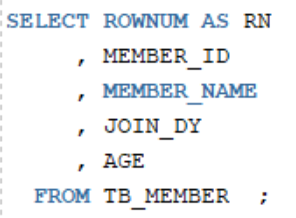 SELECT ROWNUM AS RN
, MEMBER_ID
, MEMBER_NAME
, JOIN_DY
, AGE
FROM TB_MEMBER ;